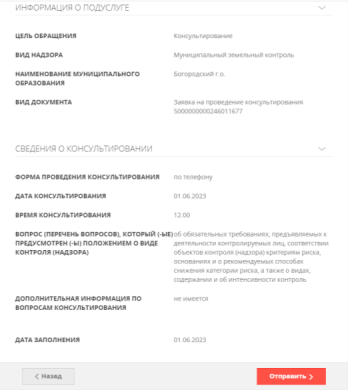 ИНФОРМАЦИЯ О ПОДУСЛУГЕ
ЦЕЛЬ ОБРАЩЕНИЯ Консультирование
ВИД НАДЗОРА Муниципальный земельный контроль
НАИМЕНОВАНИЕ МУНИЦИПАЛЬНОГО Богородский г.о.
ОБРАЗОВАНИЯ
ВИД ДОКУМЕНТА Заявка на проведение консультирования
5000000000246011677
СВЕДЕНИЯ О КОНСУЛЬТИРОВАНИИ
ФОРМА ПРОВЕДЕНИЯ КОНСУЛЬТИРОВАНИЯ по телефону
ДАТА КОНСУЛЬТИРОВАНИЯ 01.06.2023
ВРЕМЯ КОНСУЛЬТИРОВАНИЯ 12:00
ВОПРОС (ПЕРЕЧЕНЬ ВОПРОСОВ), КОТОРЫЙ (-ЫЕ) об обязательных требованиях, предъявляемых к
ПРЕДУСМОТРЕН (-Ы) ПОЛОЖЕНИЕМ О ВИДЕ деятельности контролируемых лиц, соответствии
КОНТРОЛЯ (НАДЗОРА) объектов контроля (надзора) критериям риска,
основаниях и о рекомендуемых способах
снижения категории риска, а также о видах,
содержании и об интенсивности контроль
ДОПОЛНИТЕЛЬНАЯ ИНФОРМАЦИЯ ПО не имеется
ВОПРОСАМ КОНСУЛЬТИРОВАНИЯ
ДАТА ЗАПОЛНЕНИЯ 01.06.2023
Назад Отправить